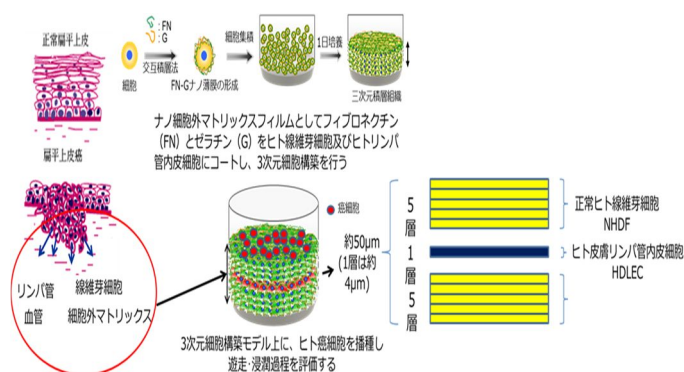 正常扁平上皮
:FN
:G
細胞
交互積層法
FN-Gナノ薄膜の形成
細胞集積
1日培養
三次元積層組織
ナノ細胞外マトリックスフィルムとしてフィブロネクチン
（FN）とゼラチン（G）をヒト線維芽細胞及びヒトリンパ
管内皮細胞にコートし、3次元細胞構築を行う
扁平上皮癌
リンパ管
線維芽細胞
血管
細胞外マトリックス
癌細胞
約50μm
(1層は約
4μm)
3次元細胞構築モデル上に、ヒト癌細胞を播種し
遊走･浸潤過程を評価する
5
層
1
層
5
層
正常ヒト線維芽細胞
NHDF
ヒト皮膚リンパ管内皮細胞
HDLEC